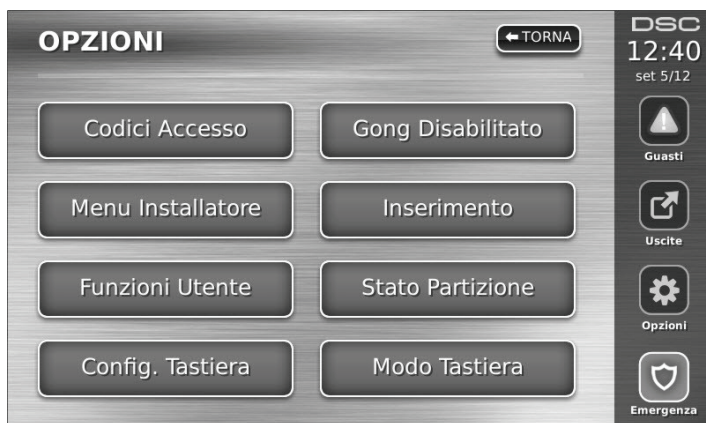 OPZIONI
TORNA
Codici Accesso
Gong Disabilitato
Menu Installatore
Inserimento
Funzioni Utente
Stato Partizione
Config. Tastiera
Modo Tastiera
DSC
12:40
set 5/12
Guasti
Uscite
Opzioni
Emergenza